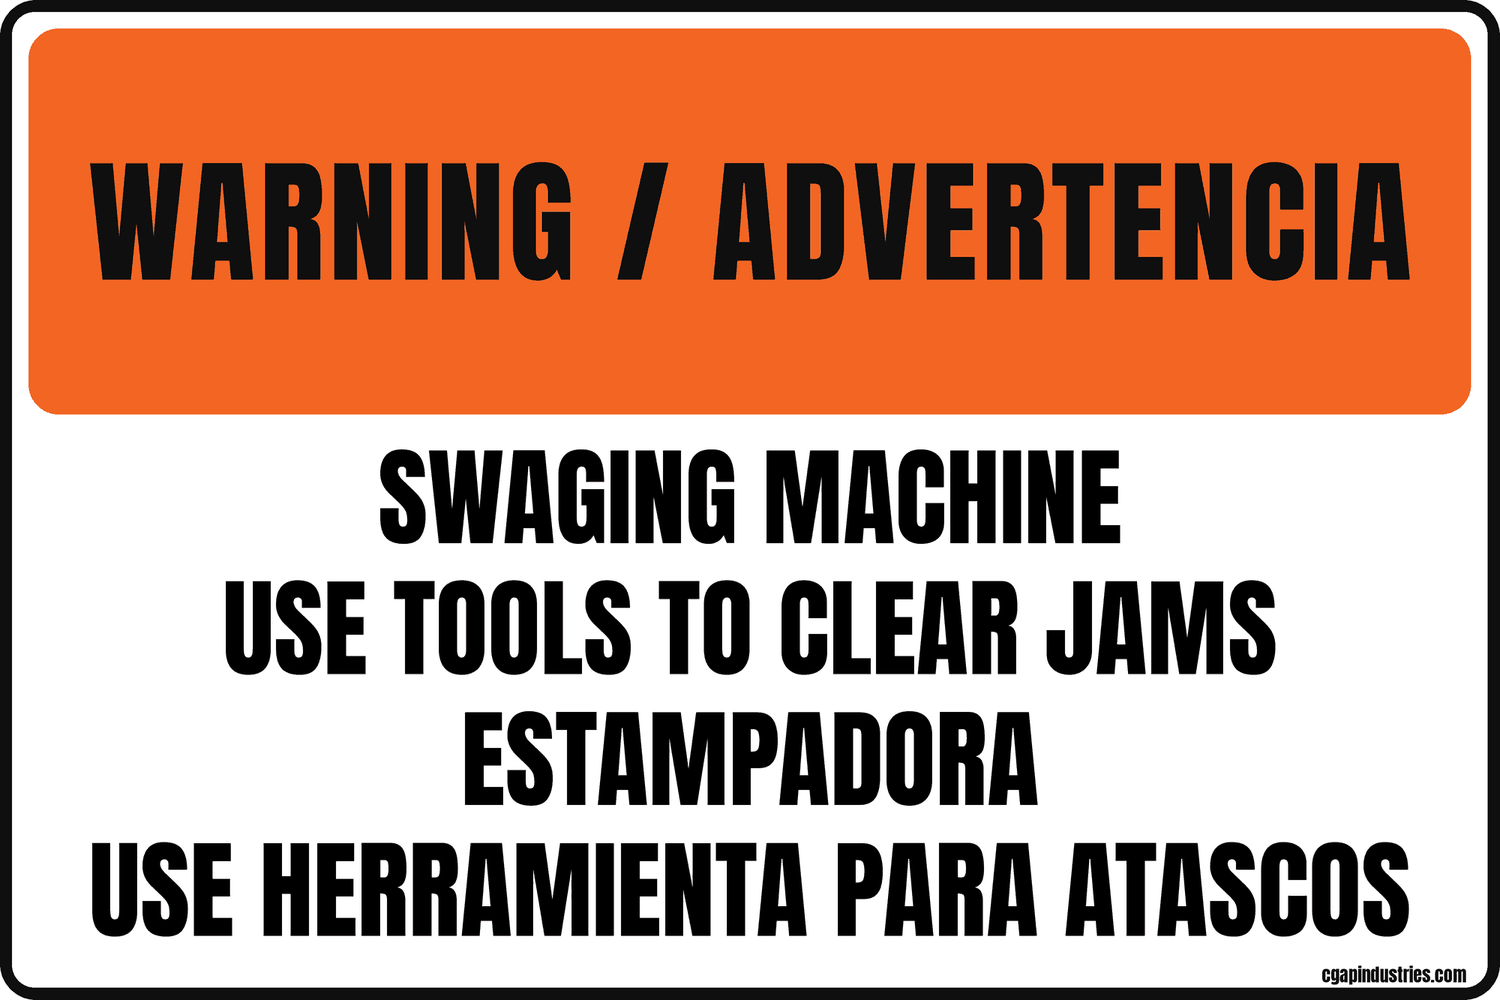 WARNING / ADVERTENCIA
SWAGING MACHINE
USE TOOLS TO CLEAR JAMS
ESTAMPADORA
USE HERRAMIENTA PARA ATASCOS
cgapindustries.com